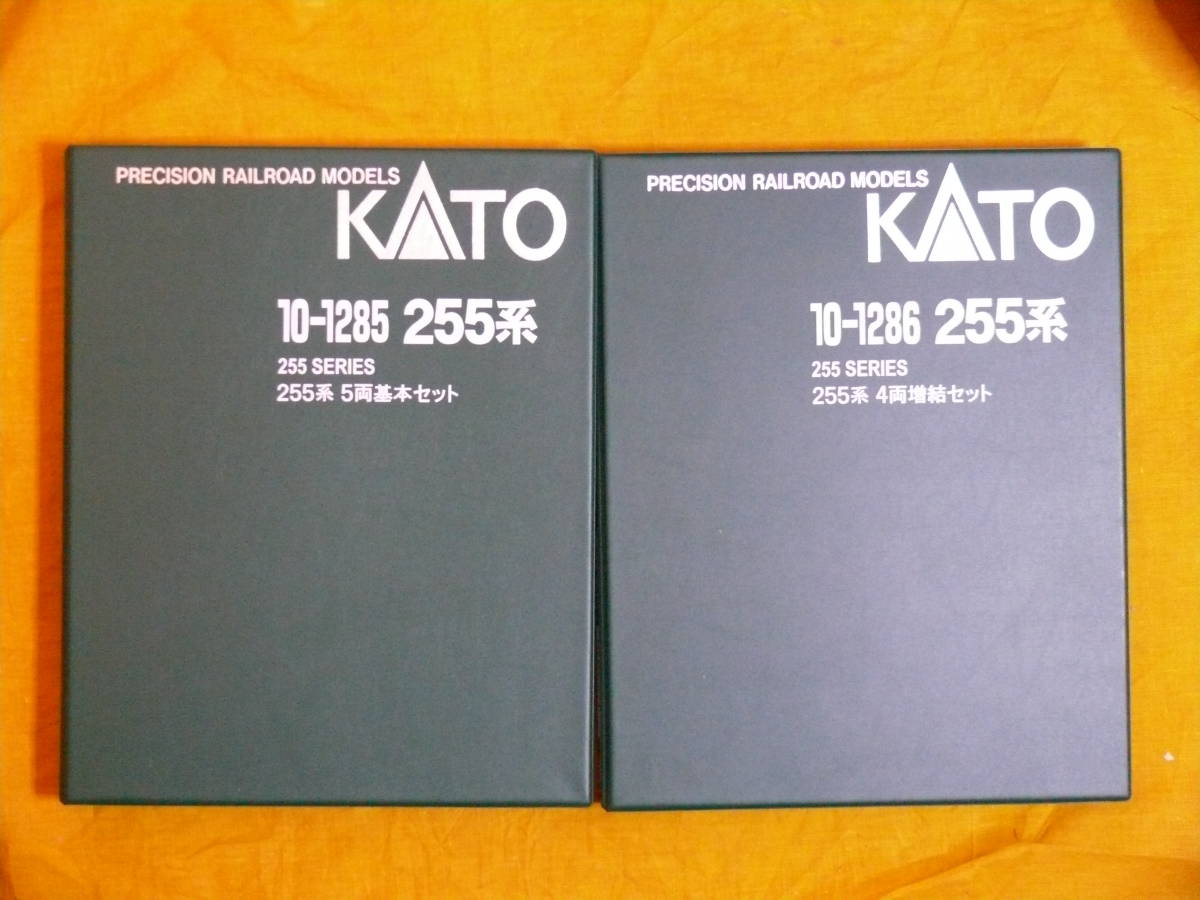 PRECISION RAILROAD MODELS
KATO
10-1285 255系
255 SERIES
255系 5両基本セット
PRECISION RAILROAD MODELS
KATO
10-1286 255系
255 SERIES
255系 4両増結セット